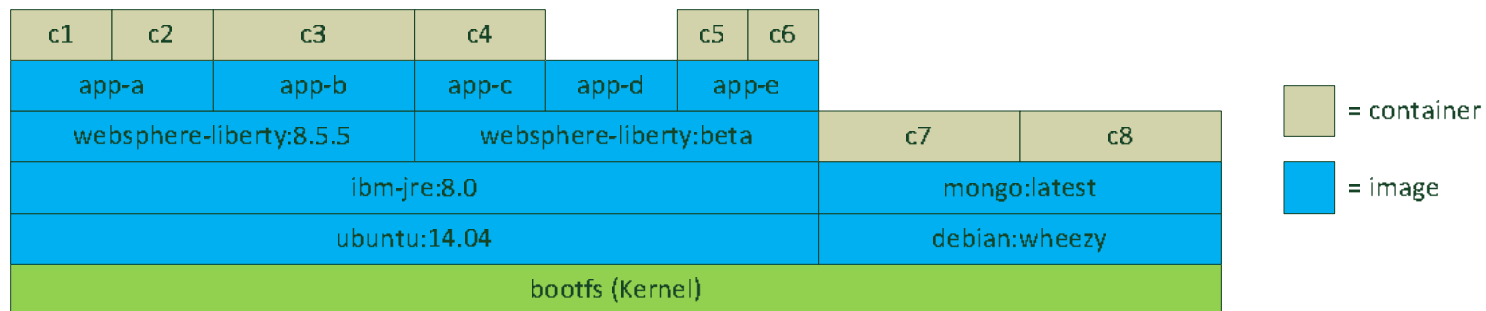 c1 c2 c3 c4 c5 c6
app-a app-b app-c app-d app-e
websphere-liberty:8.5.5 websphere-liberty:beta c7 c8
ibm-jre:8.0 mongo:latest
ubuntu:14.04 debian:wheezy
bootfs (Kernel)
= container
= image